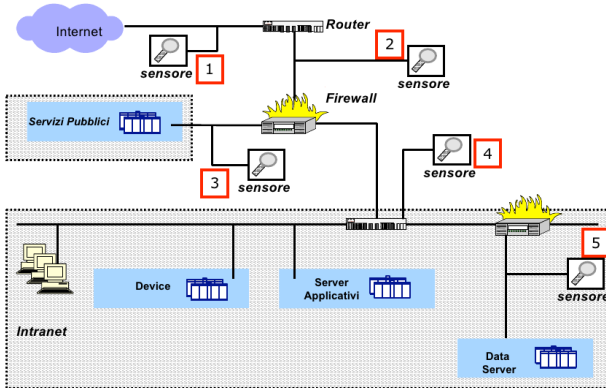 Internet
Router
sensore
1
2
sensore
Firewall
Servizi Pubblici
3
sensore
4
sensore
5
sensore
Device
Server
Applicativi
Intranet
Data
Server